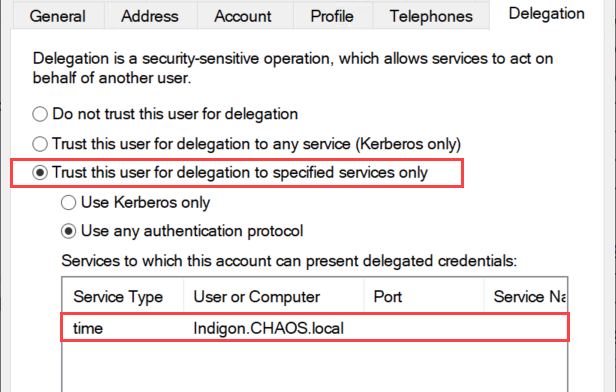 General Address Account Profile Telephones Delegation
Delegation is a security-sensitive operation, which allows services to act on
behalf of another user.
Do not trust this user for delegation
Trust this user for delegation to any service (Kerberos only)
Trust this user for delegation to specified services only
Use Kerberos only
Use any authentication protocol
Services to which this account can present delegated credentials:
Service Type User or Computer Port Service Na
time Indigon.CHAOS.local